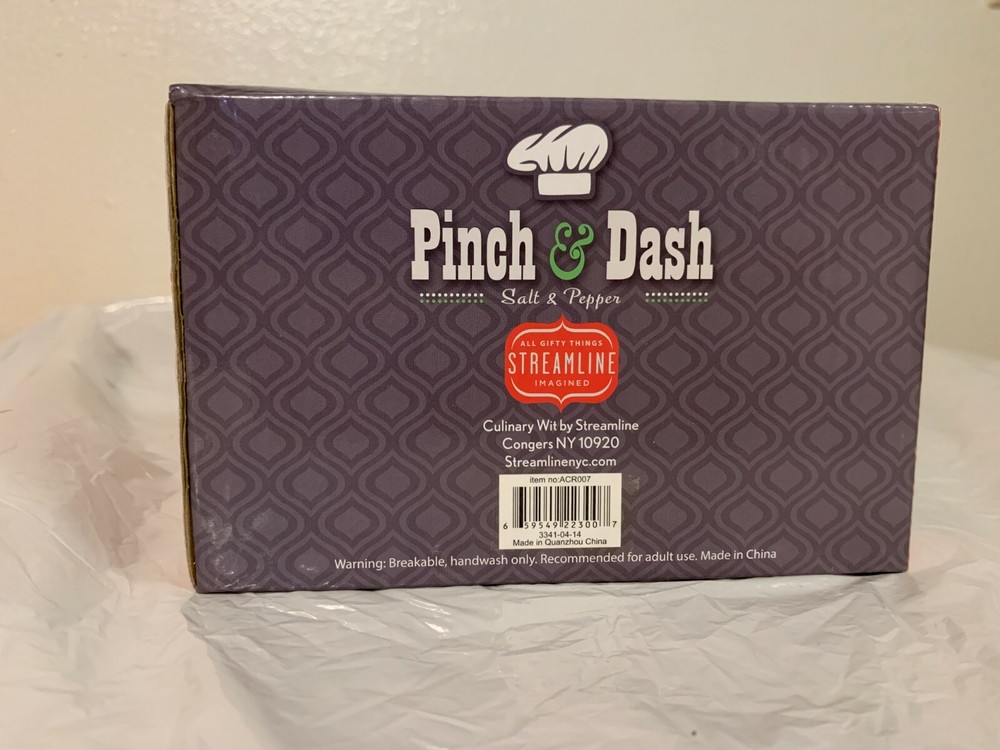 Pinch & Dash
Salt & Pepper
ALL GIFTY THINGS
STREAMLINE
IMAGINED
Culinary Wit by Streamline
Congers NY 10920
Streamlinenyc.com
item no:ACR007
6 59549 22300 7
3341-04-14
Made in Quanzhou China
Warning: Breakable, handwash only. Recommended for adult use. Made in China